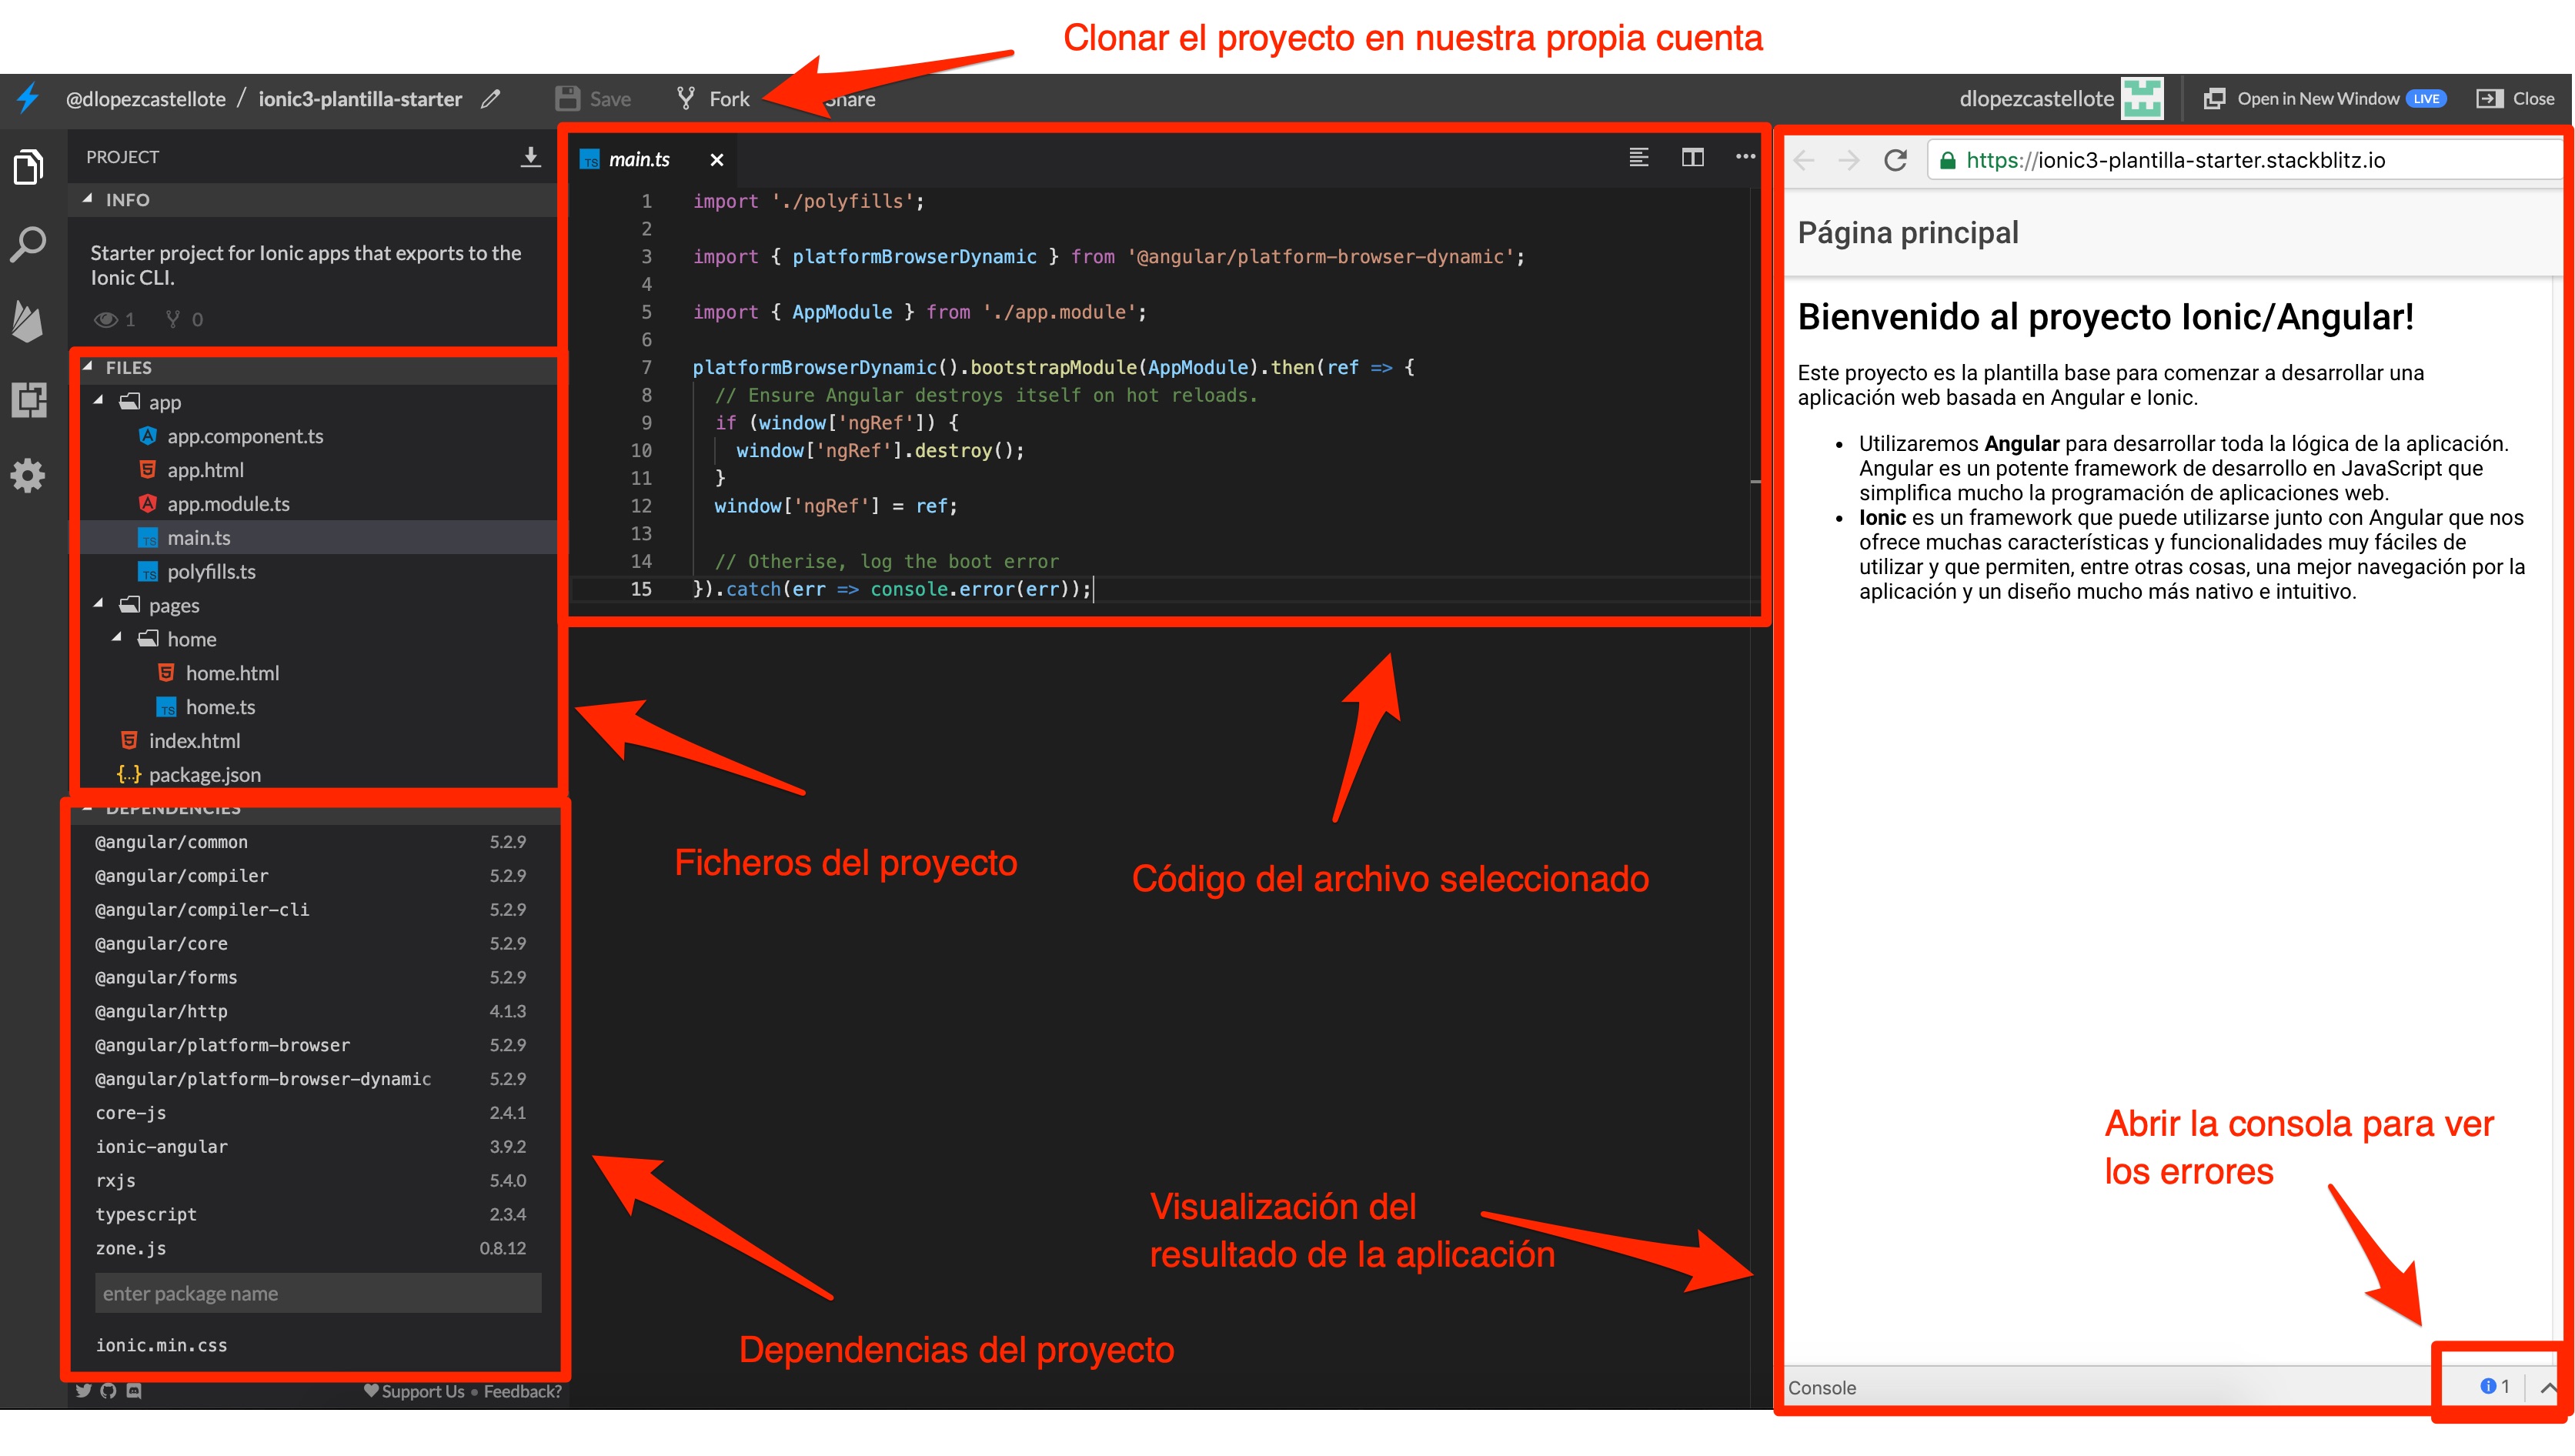 Clonar el proyecto en nuestra propia cuenta
@dlopezcastellote / ionic3-plantilla-starter Save Fork Share dlopezcastellote Open in New Window LIVE Close
PROJECT
INFO
Starter project for Ionic apps that exports to the
Ionic CLI.
1 0
FILES
app
app.component.ts
app.html
app.module.ts
main.ts
polyfills.ts
pages
home
home.html
home.ts
index.html
{..} package.json
DEPENDENCIES
@angular/common 5.2.9
@angular/compiler 5.2.9
@angular/compiler-cli 5.2.9
@angular/core 5.2.9
@angular/forms 5.2.9
@angular/http 4.1.3
@angular/platform-browser 5.2.9
@angular/platform-browser-dynamic 5.2.9
core-js 2.4.1
ionic-angular 3.9.2
rxjs 5.4.0
typescript 2.3.4
zone.js 0.8.12
enter package name
ionic.min.css
Support Us • Feedback?
TS main.ts
1 import './polyfills';
2
3 import { platformBrowserDynamic } from '@angular/platform-browser-dynamic';
4
5 import { AppModule } from './app.module';
6
7 platformBrowserDynamic().bootstrapModule(AppModule).then(ref => {
8 // Ensure Angular destroys itself on hot reloads.
9 if (window['ngRef']) {
10 window['ngRef'].destroy();
11 }
12 window['ngRef'] = ref;
13
14 // Otherise, log the boot error
15 }).catch(err => console.error(err));
Ficheros del proyecto
Código del archivo seleccionado
Visualización del
resultado de la aplicación
Dependencias del proyecto
https://ionic3-plantilla-starter.stackblitz.io
Página principal
Bienvenido al proyecto Ionic/Angular!
Este proyecto es la plantilla base para comenzar a desarrollar una
aplicación web basada en Angular e Ionic.
• Utilizaremos Angular para desarrollar toda la lógica de la aplicación.
Angular es un potente framework de desarrollo en JavaScript que
simplifica mucho la programación de aplicaciones web.
• Ionic es un framework que puede utilizarse junto con Angular que nos
ofrece muchas características y funcionalidades muy fáciles de
utilizar y que permiten, entre otras cosas, una mejor navegación por la
aplicación y un diseño mucho más nativo e intuitivo.
Abrir la consola para ver
los errores
Console 1